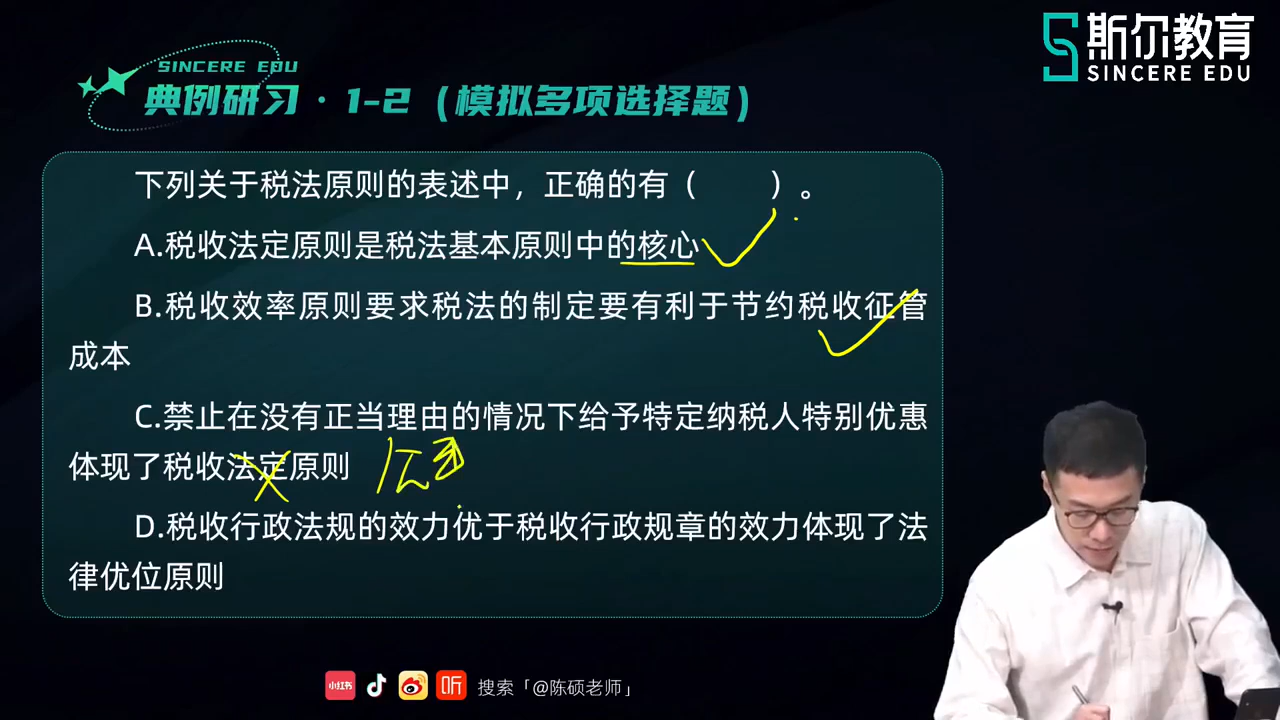 斯尔教育
SINCERE EDU
SINCERE EDU
典例研习·1-2（模拟多项选择题）
下列关于税法原则的表述中，正确的有（　　）。
A.税收法定原则是税法基本原则中的核心
B.税收效率原则要求税法的制定要有利于节约税收征管
成本
C.禁止在没有正当理由的情况下给予特定纳税人特别优惠
体现了税收法定原则
D.税收行政法规的效力优于税收行政规章的效力体现了法
律优位原则
小红书
听
搜索「@陈硕老师」